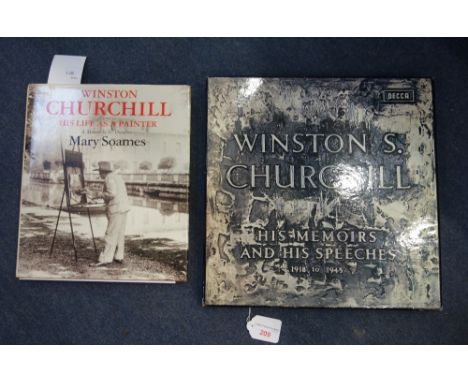 WINSTON
CHURCHILL
HIS LIFE AS A PAINTER
Mary Soames
DECCA
WINSTON S.
CHURCHILL
HIS MEMOIRS
AND HIS SPEECHES
1918 to 1945
209